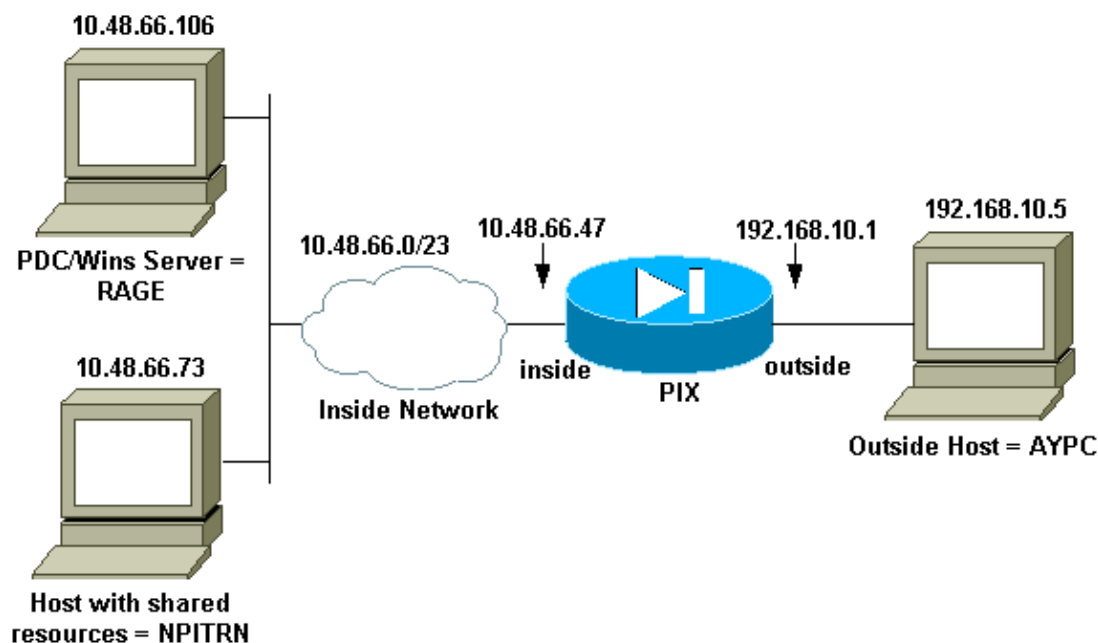 10.48.66.106
PDC/Wins Server =
RAGE
10.48.66.73
Host with shared
resources = NPITRN
10.48.66.0/23
Inside Network
10.48.66.47
inside
PIX
192.168.10.1
outside
192.168.10.5
Outside Host = AYPC